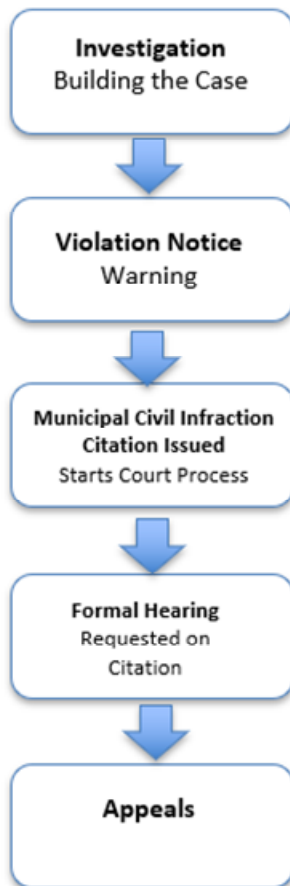 Investigation
Building the Case
Violation Notice
Warning
Municipal Civil Infraction
Citation Issued
Starts Court Process
Formal Hearing
Requested on
Citation
Appeals